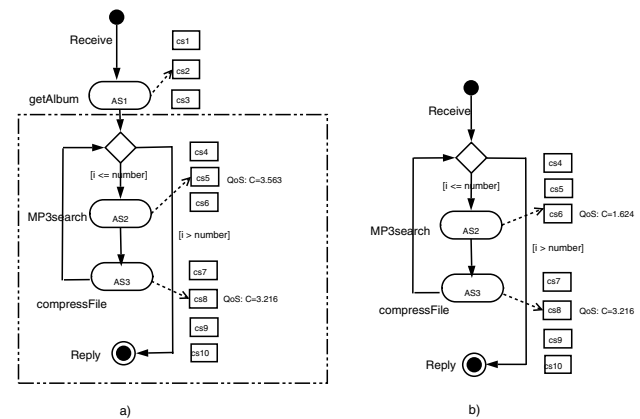 Receive
cs1
cs2
cs3
getAlbum
AS1
cs4
[i <= number]
cs5
QoS: C=3.563
cs6
MP3search
AS2
[i > number]
cs7
AS3
cs8
QoS: C=3.216
compressFile
cs9
Reply
cs10
a)
Receive
cs4
[i <= number]
cs5
cs6
QoS: C=1.624
MP3search
AS2
[i > number]
cs7
AS3
cs8
QoS: C=3.216
compressFile
cs9
Reply
cs10
b)